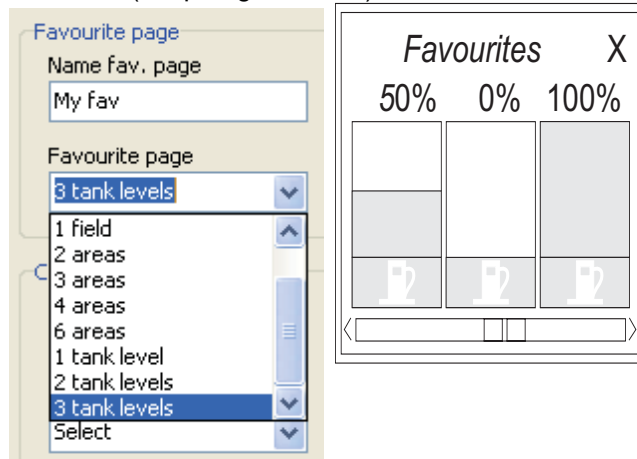 Favourite page
Name fav. page
My fav
Favourite page
3 tank levels
1 field
2 areas
3 areas
4 areas
6 areas
1 tank level
2 tank levels
3 tank levels
Select
Favourites X
50% 0% 100%